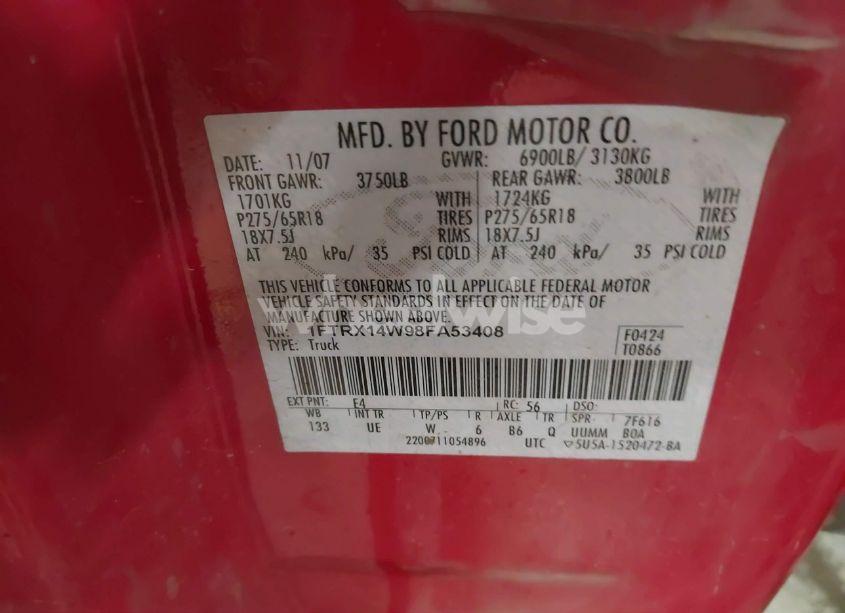 MFD. BY FORD MOTOR CO.
DATE: 11/07 GVWR: 6900LB/ 3130KG
FRONT GAWR: 3750LB REAR GAWR: 3800LB
1701KG WITH 1724KG WITH
P275/65R18 TIRES P275/65R18 TIRES
18X7.5J RIMS 18X7.5J RIMS
AT 240 kPa/ 35 PSI COLD AT 240 kPa/ 35 PSI COLD
THIS VEHICLE CONFORMS TO ALL APPLICABLE FEDERAL MOTOR
VEHICLE SAFETY STANDARDS IN EFFECT ON THE DATE OF
MANUFACTURE SHOWN ABOVE.
VIN: 1FTRX14W98FA53408 F0424
TYPE: Truck T0866
EXT PNT: F4 RC: 56 DSO:
WB INT TR TP/PS R AXLE TR SPR 7F616
133 UE W 6 B6 Q UUMM BOA
2200711054896 UTC 5U5A-1520472-BA